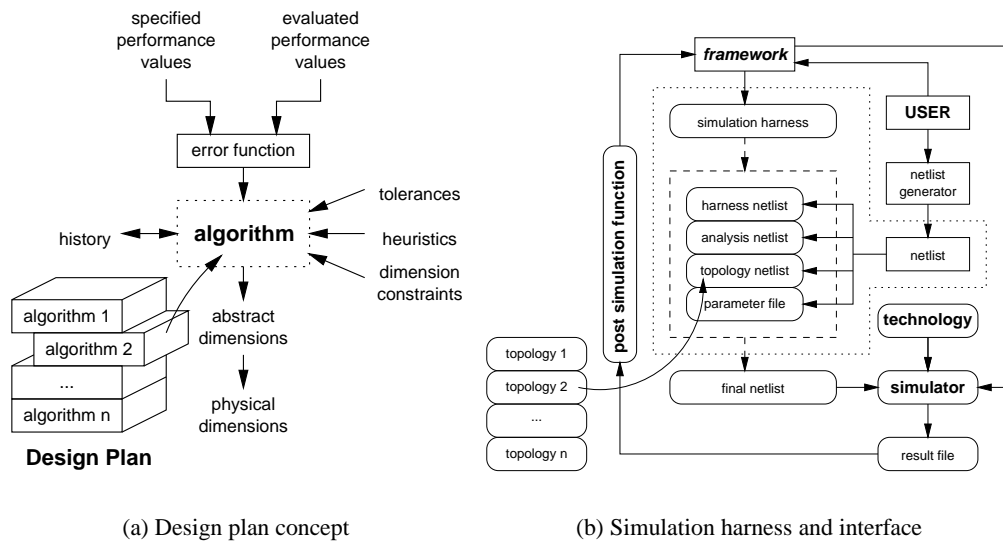 specified
performance
values
evaluated
performance
values
error function
algorithm
tolerances
heuristics
dimension
constraints
history
abstract
dimensions
physical
dimensions
algorithm 1
algorithm 2
...
algorithm n
Design Plan
(a) Design plan concept
framework
USER
simulation harness
netlist
generator
netlist
harness netlist
analysis netlist
topology netlist
parameter file
post simulation function
technology
simulator
final netlist
result file
topology 1
topology 2
...
topology n
(b) Simulation harness and interface